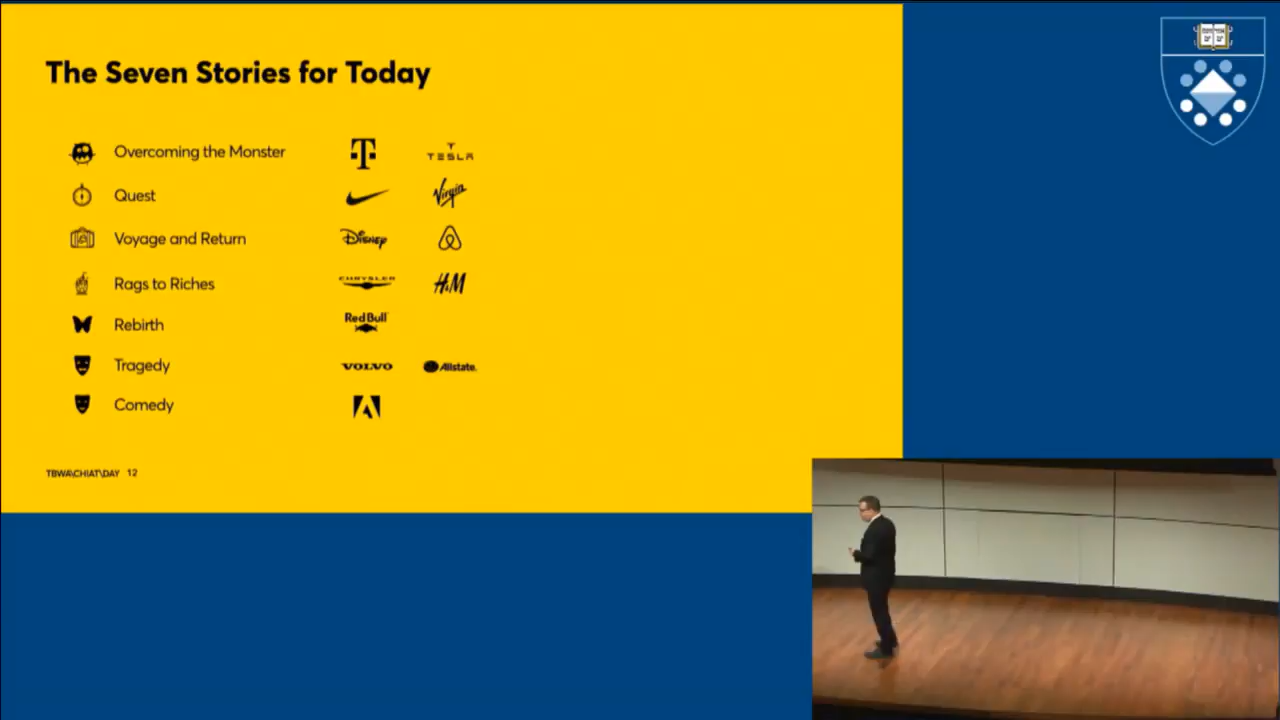 The Seven Stories for Today
Overcoming the Monster T TESLA
Quest Virgin
Voyage and Return Disney
Rags to Riches CHRYSLER H&M
Rebirth Red Bull
Tragedy VOLVO Allstate.
Comedy
TBWA\CHIAT\DAY 12